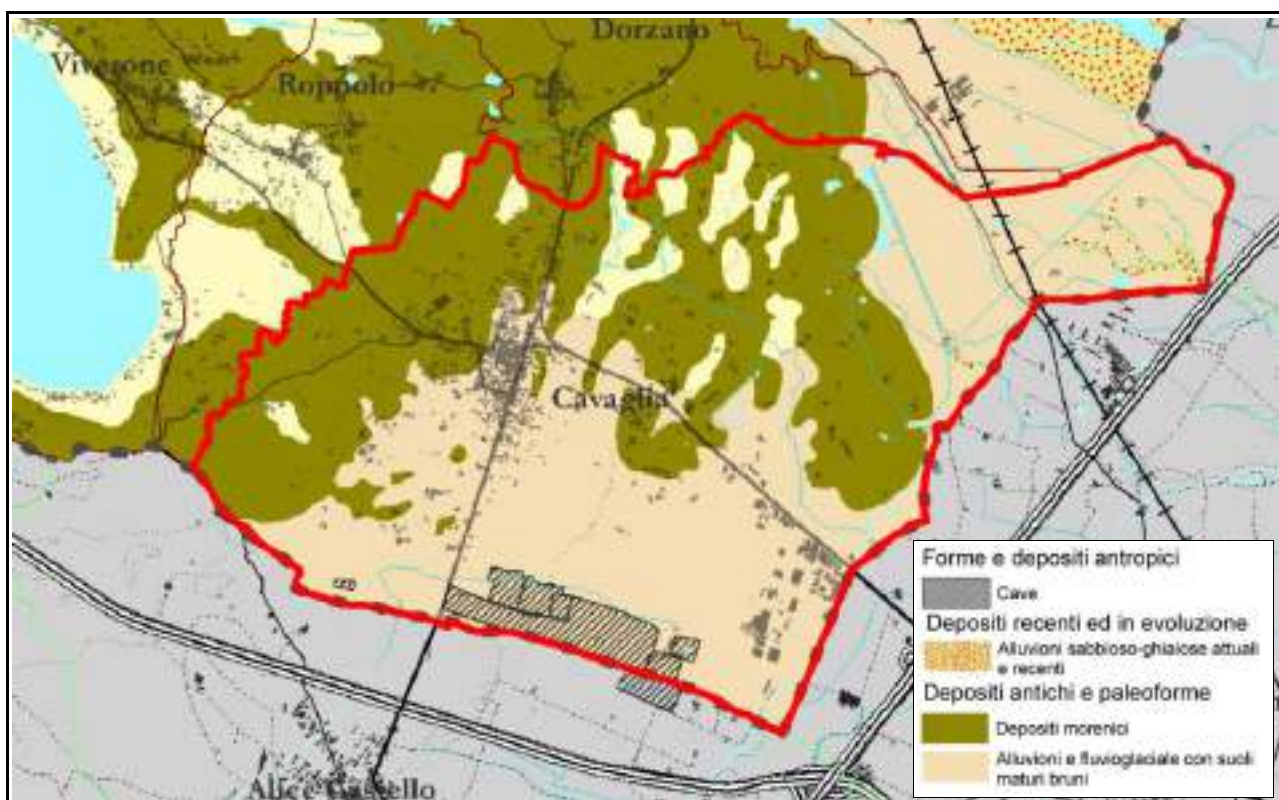 Dorzano
Viverone
Roppolo
Cavaglià
Alice Castello
Forme e depositi antropici
Cave
Depositi recenti ed in evoluzione
Alluvioni sabbioso-ghiaiose attuali
e recenti
Depositi antichi e paleoforme
Depositi morenici
Alluvioni e fluvioglaciale con suoli
maturi bruni